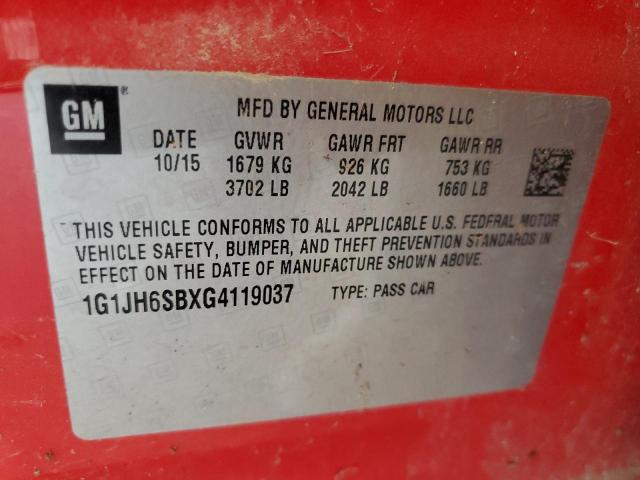 GM ®
MFD BY GENERAL MOTORS LLC
DATE GVWR GAWR FRT GAWR RR
10/15 1679 KG 926 KG 753 KG
3702 LB 2042 LB 1660 LB
THIS VEHICLE CONFORMS TO ALL APPLICABLE U.S. FEDERAL MOTOR
VEHICLE SAFETY, BUMPER, AND THEFT PREVENTION STANDARDS IN
EFFECT ON THE DATE OF MANUFACTURE SHOWN ABOVE.
1G1JH6SBXG4119037 TYPE: PASS CAR